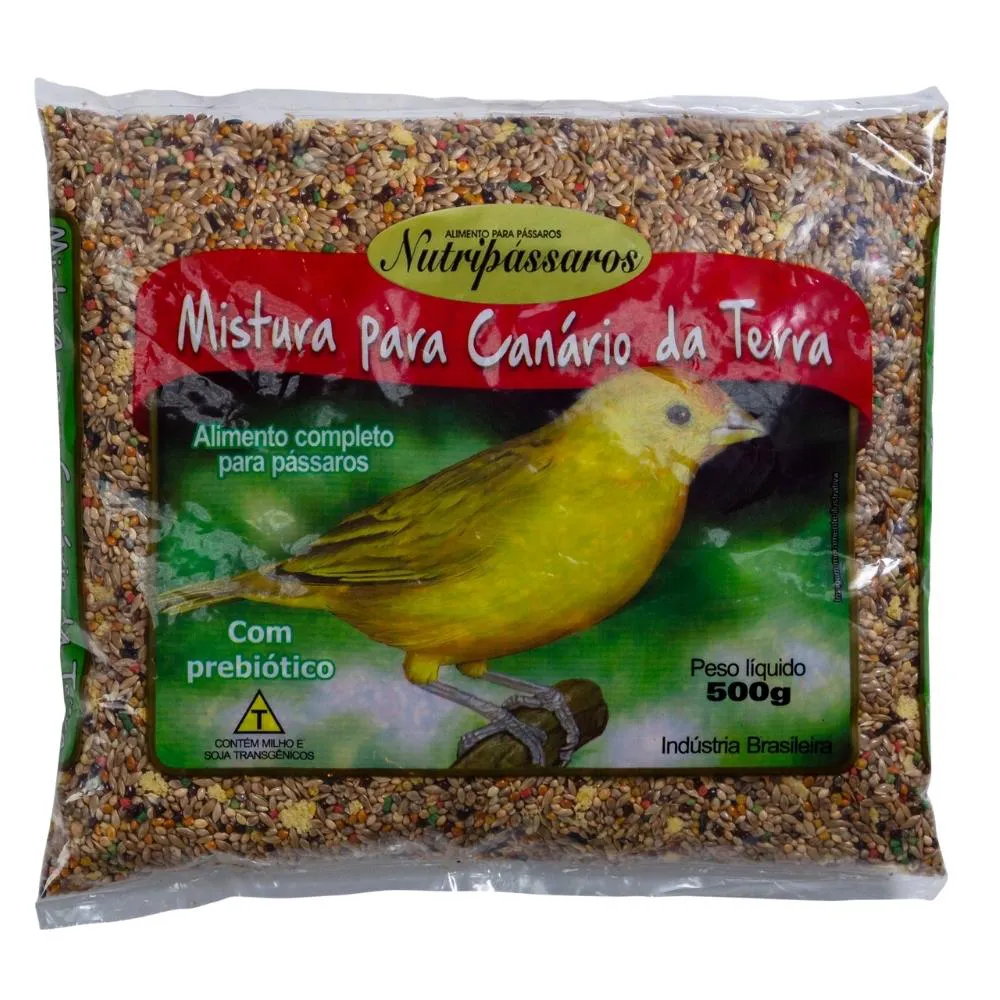 ALIMENTO PARA PÁSSAROS
Nutripássaros
Mistura para Canário da Terra
Alimento completo
para pássaros
Com
prebiótico
T
CONTÉM MILHO E
SOJA TRANSGÊNICOS
Peso líquido
500g
Indústria Brasileira